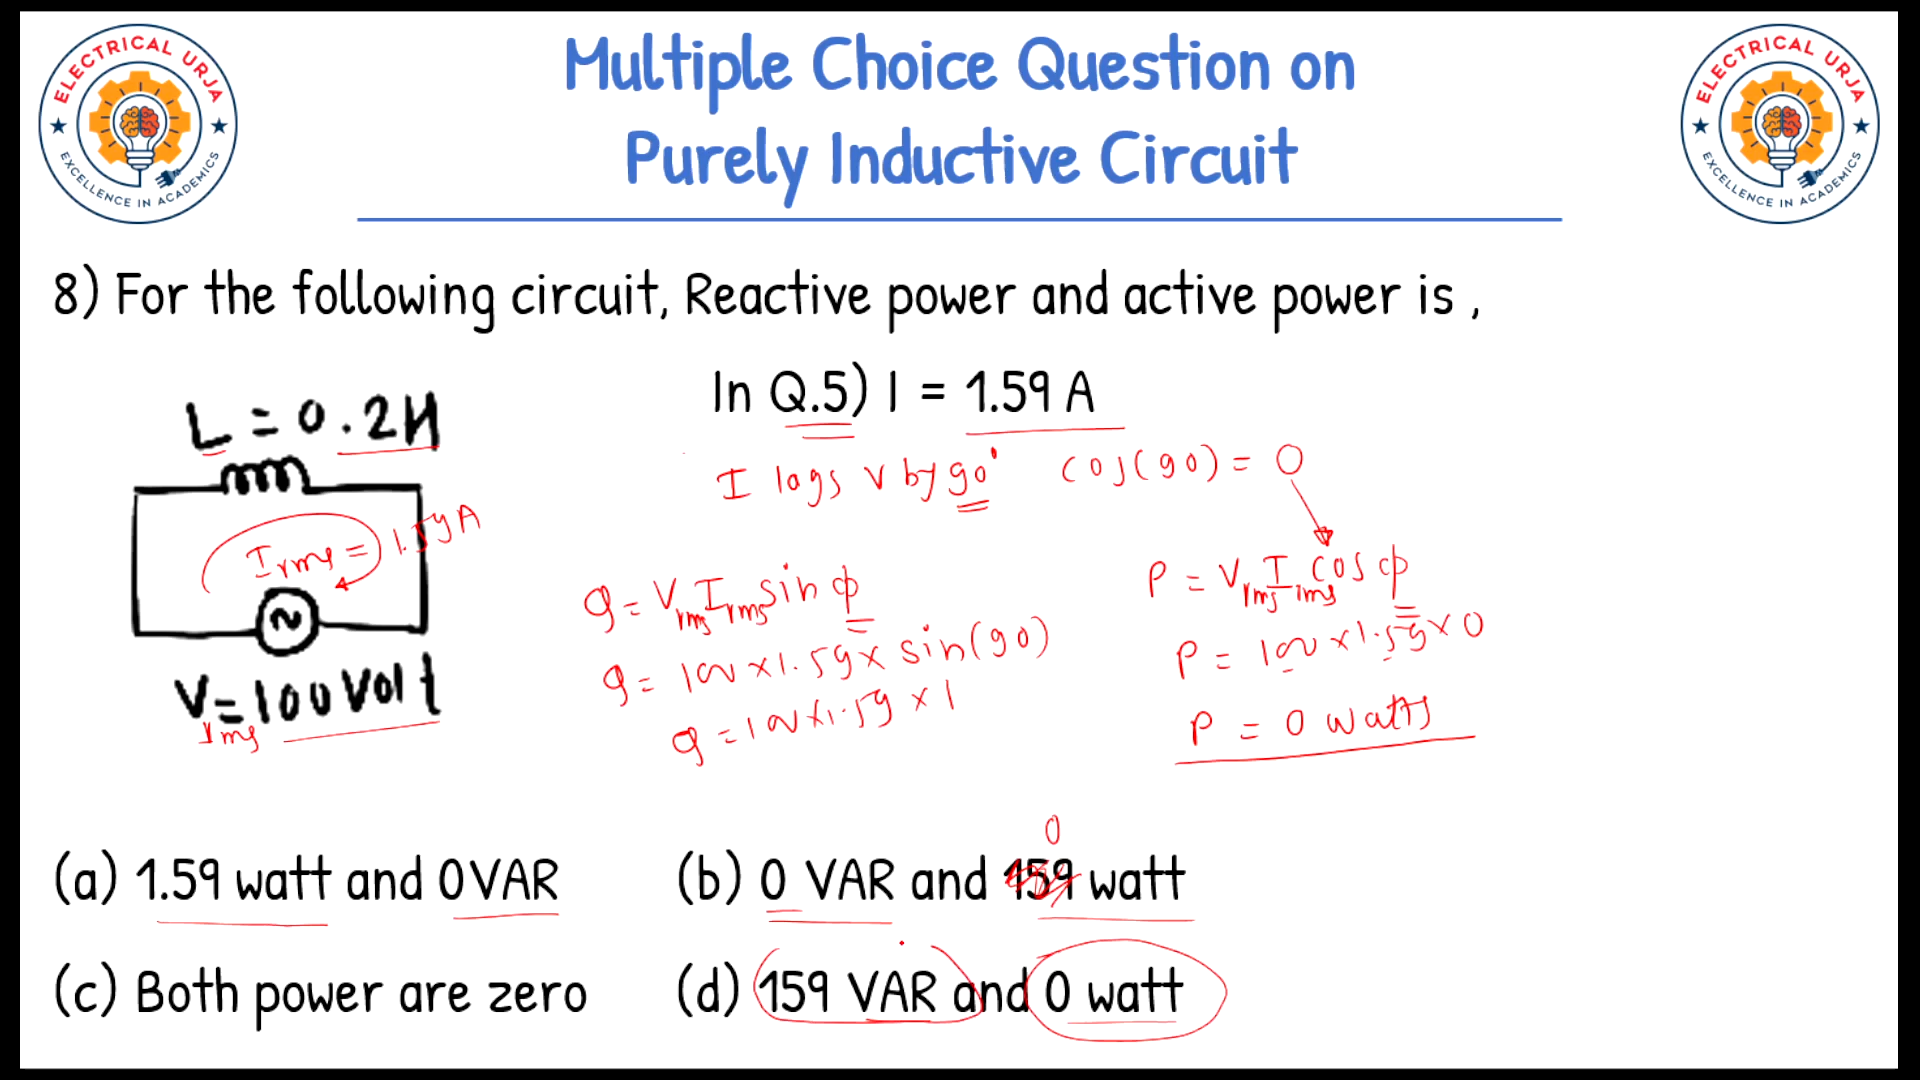 ELECTRICAL URJA
EXCELLENCE IN ACADEMICS
Multiple Choice Question on
Purely Inductive Circuit
ELECTRICAL URJA
EXCELLENCE IN ACADEMICS
8) For the following circuit, Reactive power and active power is ,
In Q.5) I = 1.59 A
L = 0.2H
I lags V by 90° cos(90) = 0
Irms = 1.59A
V = 100 Volt
rms
q = Vrms Irms sin ф
q = 100 x 1.59 x sin(90)
q = 100 x 1.59 x 1
P = Vrms Irms cos ф
P = 100 x 1.59 x 0
P = 0 watts
0
(a) 1.59 watt and 0VAR (b) 0 VAR and 159 watt
(c) Both power are zero (d) 159 VAR and 0 watt